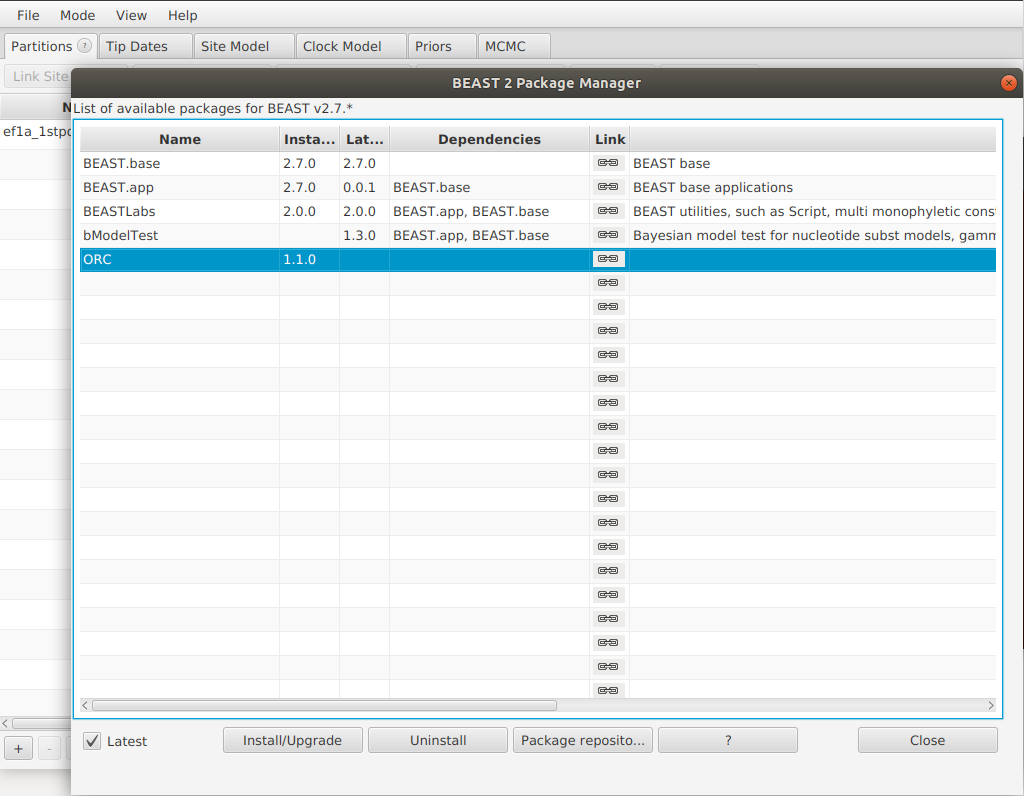 File Mode View Help
Partitions ? Tip Dates Site Model Clock Model Priors MCMC
Link Site
BEAST 2 Package Manager
List of available packages for BEAST v2.7.*
Name Insta... Lat... Dependencies Link
ef1a_1stpo
BEAST.base 2.7.0 2.7.0 BEAST base
BEAST.app 2.7.0 0.0.1 BEAST.base BEAST base applications
BEASTLabs 2.0.0 2.0.0 BEAST.app, BEAST.base BEAST utilities, such as Script, multi monophyletic cons
bModelTest 1.3.0 BEAST.app, BEAST.base Bayesian model test for nucleotide subst models, gamm
ORC 1.1.0
+ - Latest Install/Upgrade Uninstall Package reposito... ? Close